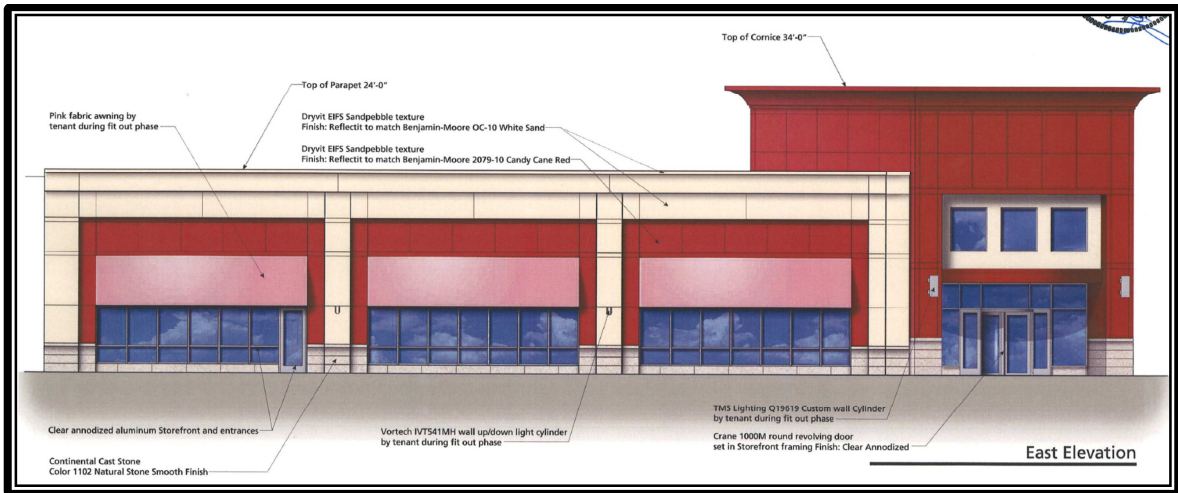 Top of Cornice 34'-0"
Top of Parapet 24'-0"
Pink fabric awning by
tenant during fit out phase
Dryvit EIFS Sandpebble texture
Finish: Reflectit to match Benjamin-Moore OC-10 White Sand
Dryvit EIFS Sandpebble texture
Finish: Reflectit to match Benjamin-Moore 2079-10 Candy Cane Red
Clear annodized aluminum Storefront and entrances
Continental Cast Stone
Color 1102 Natural Stone Smooth Finish
Vortech IVT541MH wall up/down light cylinder
by tenant during fit out phase
TMS Lighting Q19619 Custom wall Cylinder
by tenant during fit out phase
Crane 1000M round revolving door
set in Storefront framing Finish: Clear Annodized
East Elevation